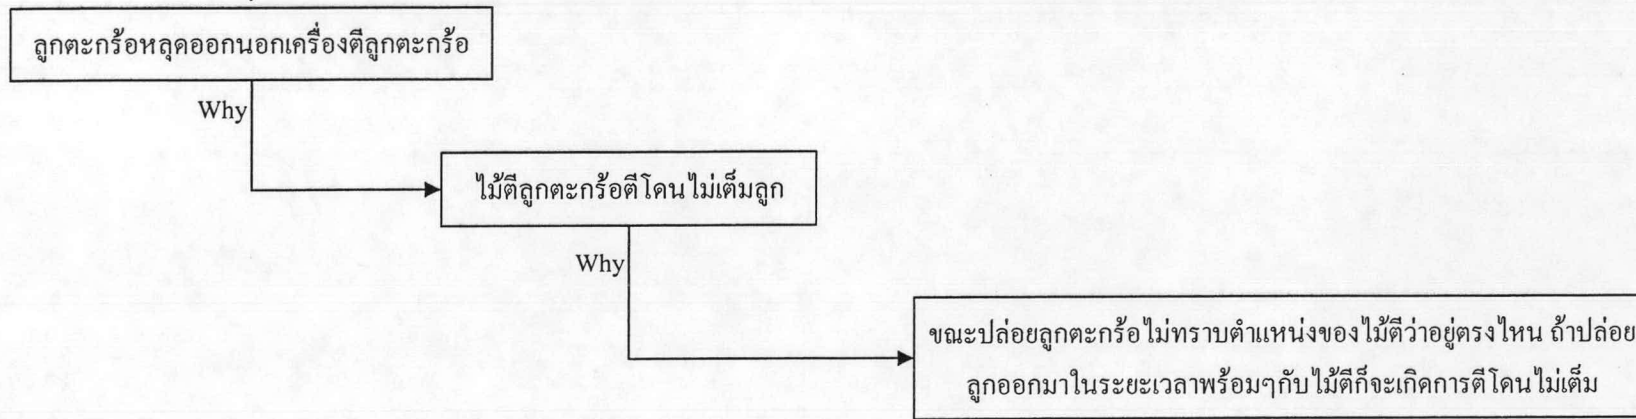 ลูกตะกร้อหลุดออกนอกเครื่องตีลูกตะกร้อ
Why
ไม้ตีลูกตะกร้อตีโดนไม่เต็มลูก
Why
ขณะปล่อยลูกตะกร้อไม่ทราบตำแหน่งของไม้ตีว่าอยู่ตรงไหน ถ้าปล่อย
ลูกออกมาในระยะเวลาพร้อมๆกับไม้ตีก็จะเกิดการตีโดนไม่เต็ม